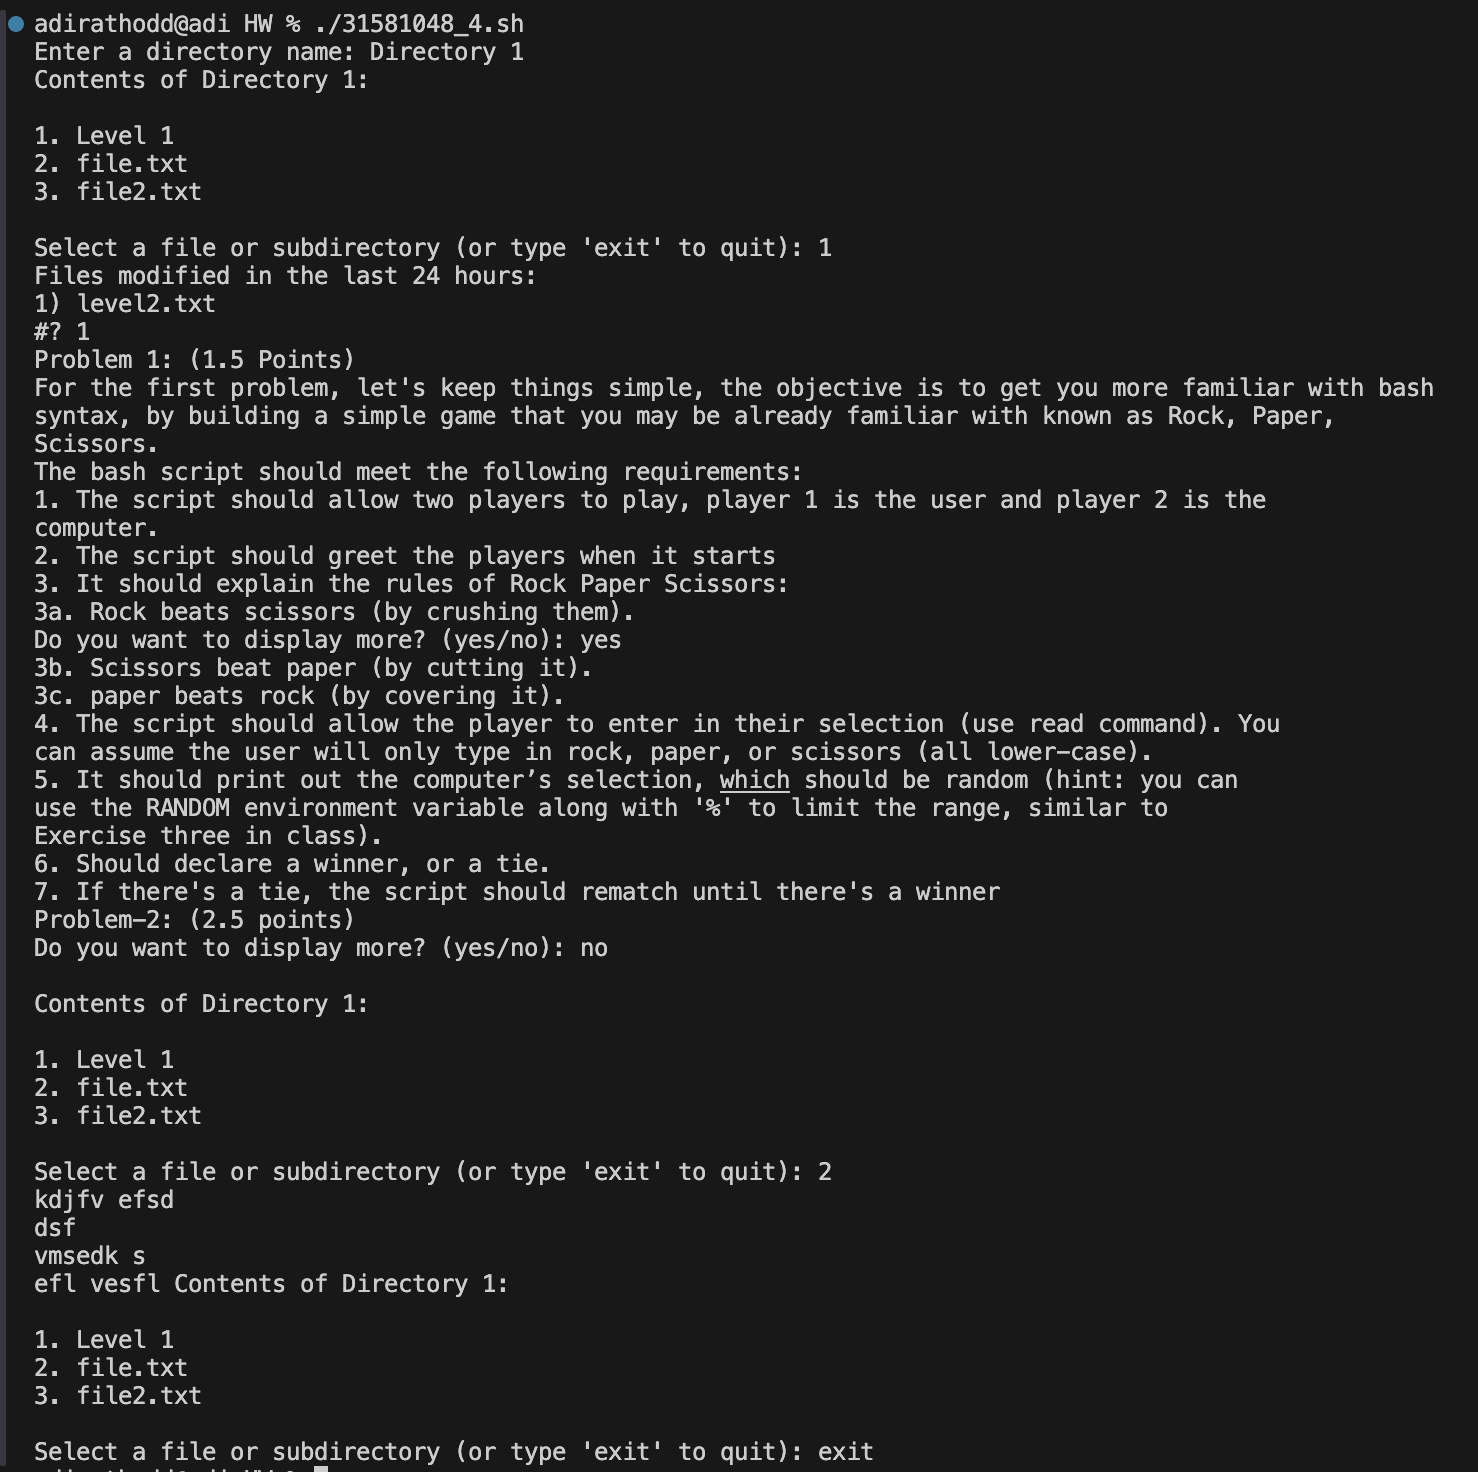 adirathodd@adi HW % ./31581048_4.sh
Enter a directory name: Directory 1
Contents of Directory 1:
1. Level 1
2. file.txt
3. file2.txt
Select a file or subdirectory (or type 'exit' to quit): 1
Files modified in the last 24 hours:
1) level2.txt
#? 1
Problem 1: (1.5 Points)
For the first problem, let's keep things simple, the objective is to get you more familiar with bash
syntax, by building a simple game that you may be already familiar with known as Rock, Paper,
Scissors.
The bash script should meet the following requirements:
1. The script should allow two players to play, player 1 is the user and player 2 is the
computer.
2. The script should greet the players when it starts
3. It should explain the rules of Rock Paper Scissors:
3a. Rock beats scissors (by crushing them).
Do you want to display more? (yes/no): yes
3b. Scissors beat paper (by cutting it).
3c. paper beats rock (by covering it).
4. The script should allow the player to enter in their selection (use read command). You
can assume the user will only type in rock, paper, or scissors (all lower-case).
5. It should print out the computer’s selection, which should be random (hint: you can
use the RANDOM environment variable along with '%' to limit the range, similar to
Exercise three in class).
6. Should declare a winner, or a tie.
7. If there's a tie, the script should rematch until there's a winner
Problem-2: (2.5 points)
Do you want to display more? (yes/no): no
Contents of Directory 1:
1. Level 1
2. file.txt
3. file2.txt
Select a file or subdirectory (or type 'exit' to quit): 2
kdjfv efsd
dsf
vmsedk s
efl vesfl Contents of Directory 1:
1. Level 1
2. file.txt
3. file2.txt
Select a file or subdirectory (or type 'exit' to quit): exit